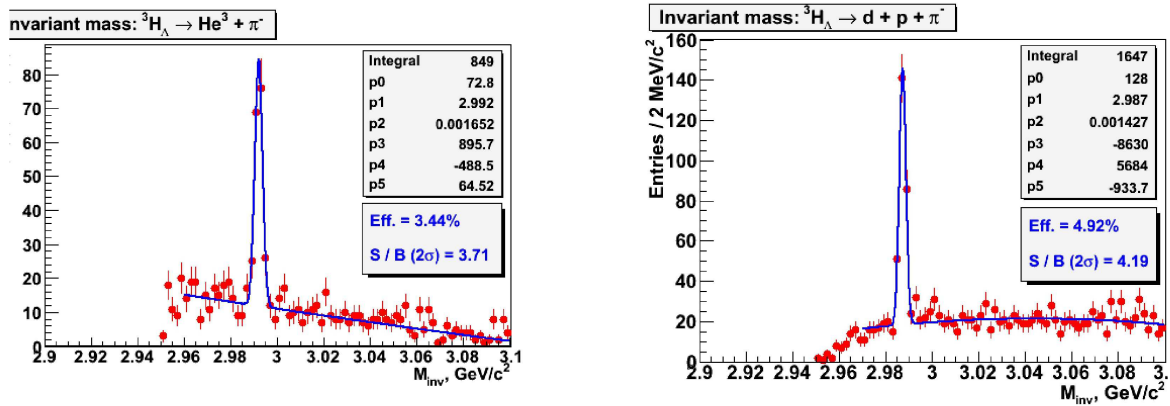 nvariant mass: ³H_Λ → He³ + π⁻
Integral 849
p0 72.8
p1 2.992
p2 0.001652
p3 895.7
p4 -488.5
p5 64.52
Eff. = 3.44%
S / B (2σ) = 3.71
80
70
60
50
40
30
20
10
0
2.9 2.92 2.94 2.96 2.98 3 3.02 3.04 3.06 3.08 3.1
M_inv, GeV/c²
Invariant mass: ³H_Λ → d + p + π⁻
Entries / 2 MeV/c²
Integral 1647
p0 128
p1 2.987
p2 0.001427
p3 -8630
p4 5684
p5 -933.7
Eff. = 4.92%
S / B (2σ) = 4.19
160
140
120
100
80
60
40
20
0
2.9 2.92 2.94 2.96 2.98 3 3.02 3.04 3.06 3.08 3.
M_inv, GeV/c²